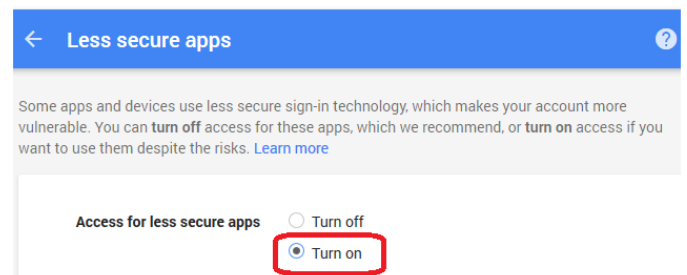 Less secure apps
Some apps and devices use less secure sign-in technology, which makes your account more
vulnerable. You can turn off access for these apps, which we recommend, or turn on access if you
want to use them despite the risks. Learn more
Access for less secure apps Turn off
Turn on